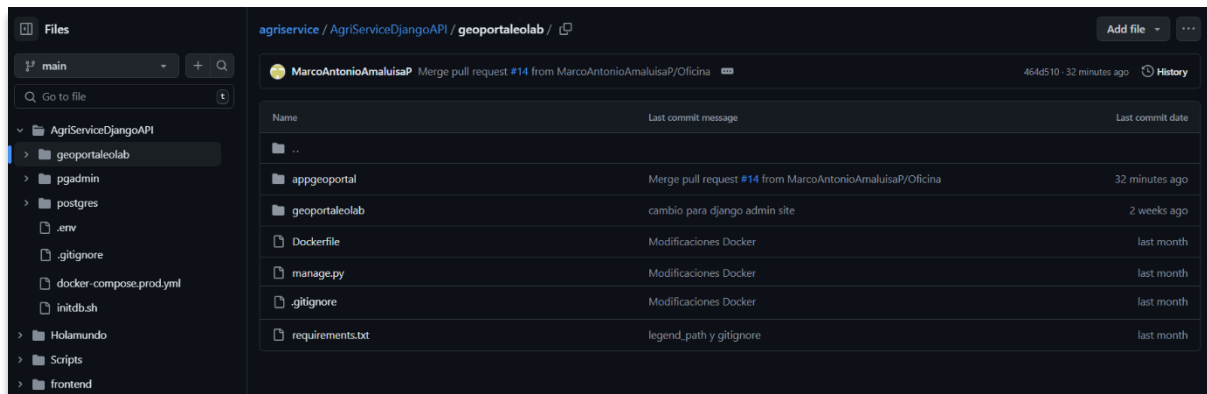 Files
main
Go to file
t
AgriServiceDjangoAPI
geoportaleolab
pgadmin
postgres
.env
.gitignore
docker-compose.prod.yml
initdb.sh
Holamundo
Scripts
frontend
agriservice / AgriServiceDjangoAPI / geoportaleolab /
Add file
MarcoAntonioAmaluisaP Merge pull request #14 from MarcoAntonioAmaluisaP/Oficina
464d510 · 32 minutes ago History
Name Last commit message Last commit date
..
appgeoportal Merge pull request #14 from MarcoAntonioAmaluisaP/Oficina 32 minutes ago
geoportaleolab cambio para django admin site 2 weeks ago
Dockerfile Modificaciones Docker last month
manage.py Modificaciones Docker last month
.gitignore Modificaciones Docker last month
requirements.txt legend_path y gitignore last month